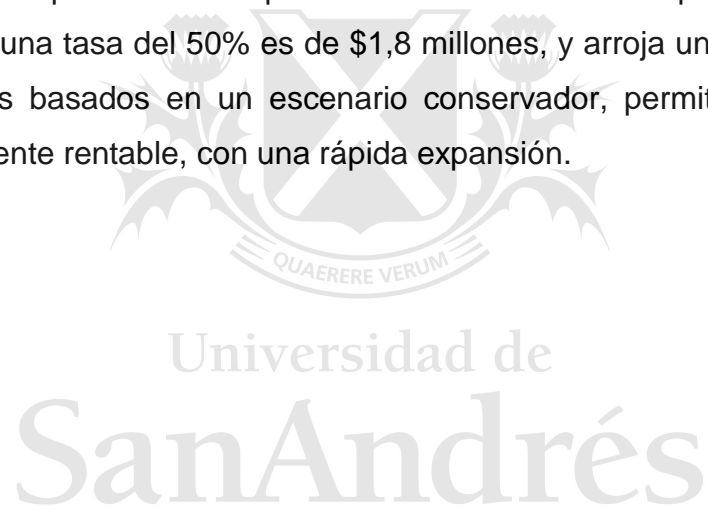 una tasa del 50% es de $1,8 millones, y arroja un
s basados en un escenario conservador, permit
ente rentable, con una rápida expansión.
QUAERERE VERUM
Universidad de
SanAndrés